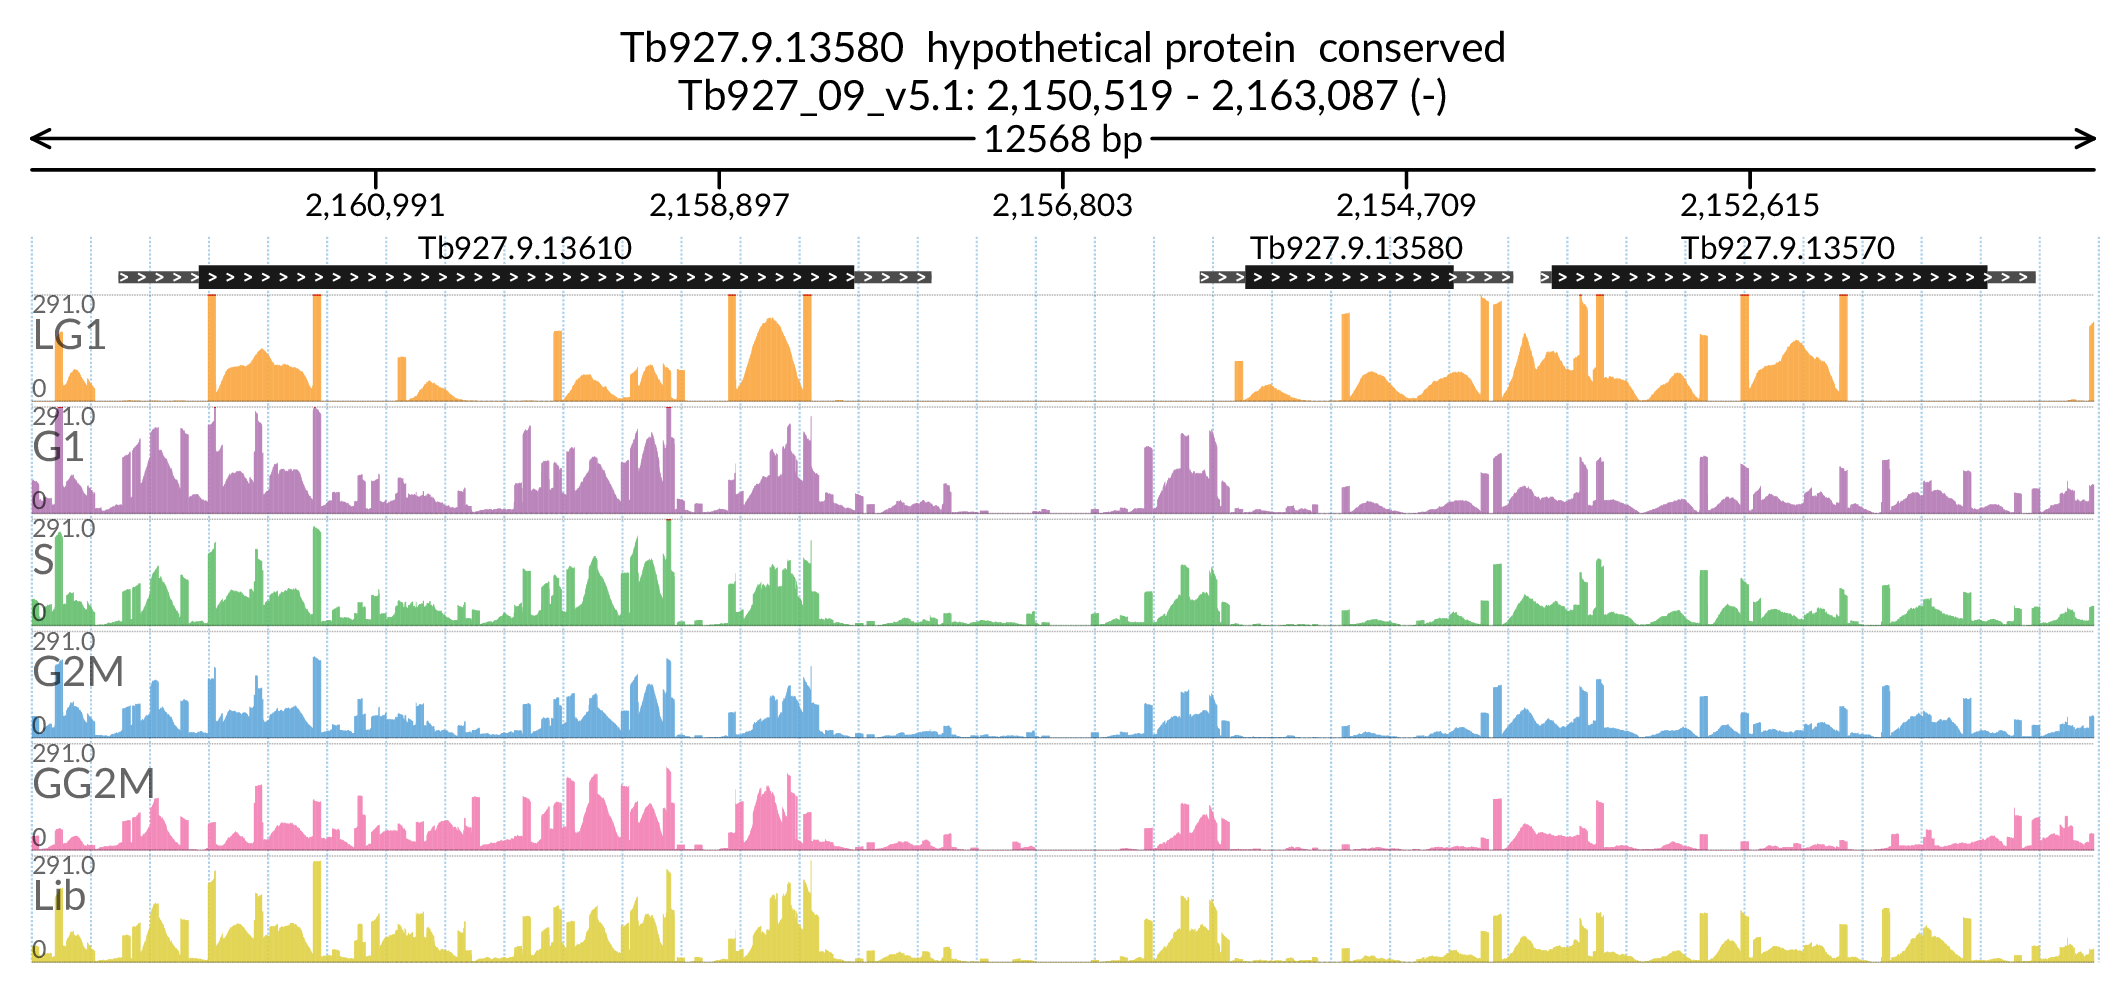 Tb927.9.13580 hypothetical protein conserved
Tb927_09_v5.1: 2,150,519 - 2,163,087 (-)
12568 bp
2,160,991 2,158,897 2,156,803 2,154,709 2,152,615
Tb927.9.13610 Tb927.9.13580 Tb927.9.13570
291.0
LG1
0
291.0
G1
0
291.0
S
0
291.0
G2M
0
291.0
GG2M
0
291.0
Lib
0